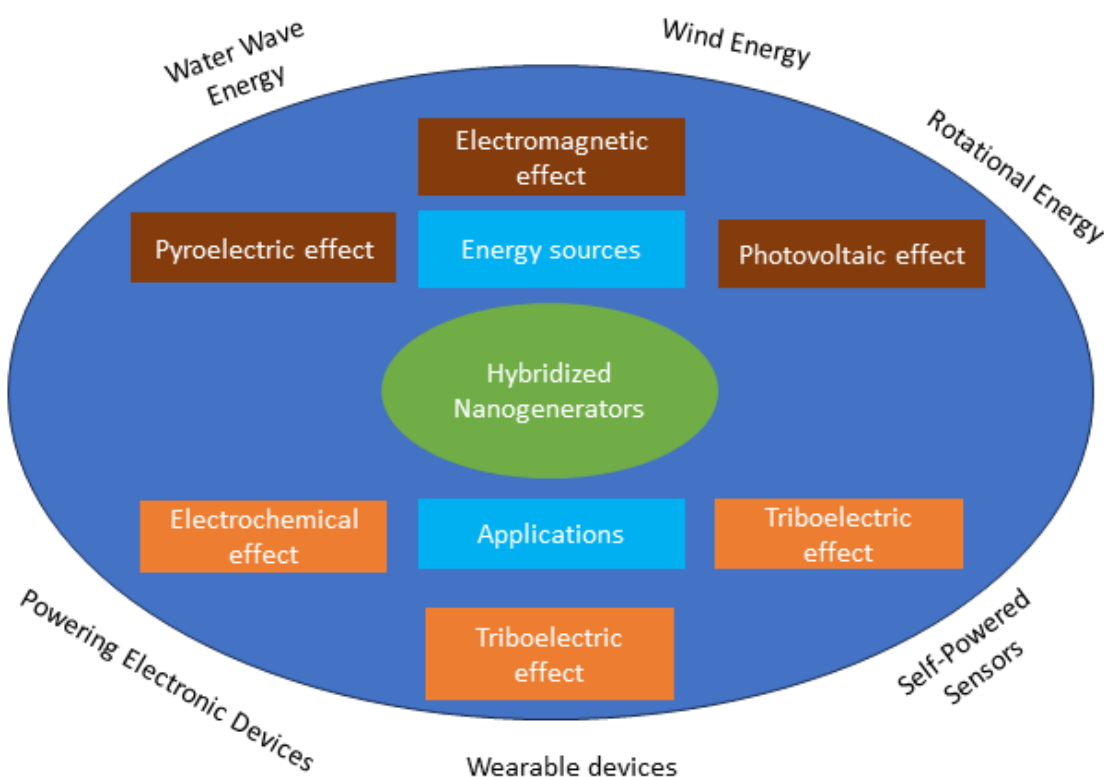 Water Wave
Energy
Wind Energy
Rotational Energy
Electromagnetic
effect
Pyroelectric effect
Energy sources
Photovoltaic effect
Hybridized
Nanogenerators
Electrochemical
effect
Applications
Triboelectric
effect
Triboelectric
effect
Powering Electronic Devices
Self-Powered
Sensors
Wearable devices